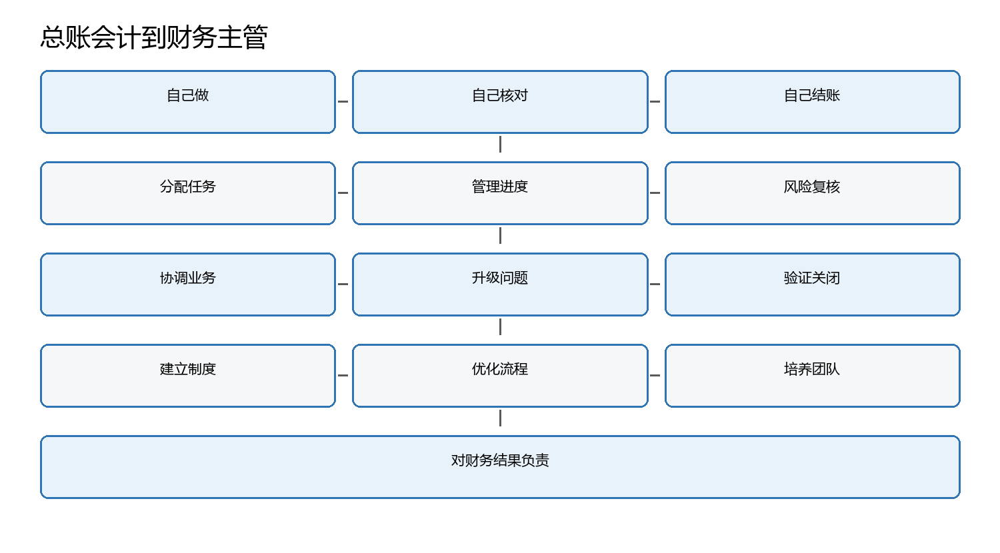 总账会计到财务主管
自己做
自己核对
自己结账
分配任务
管理进度
风险复核
协调业务
升级问题
验证关闭
建立制度
优化流程
培养团队
对财务结果负责